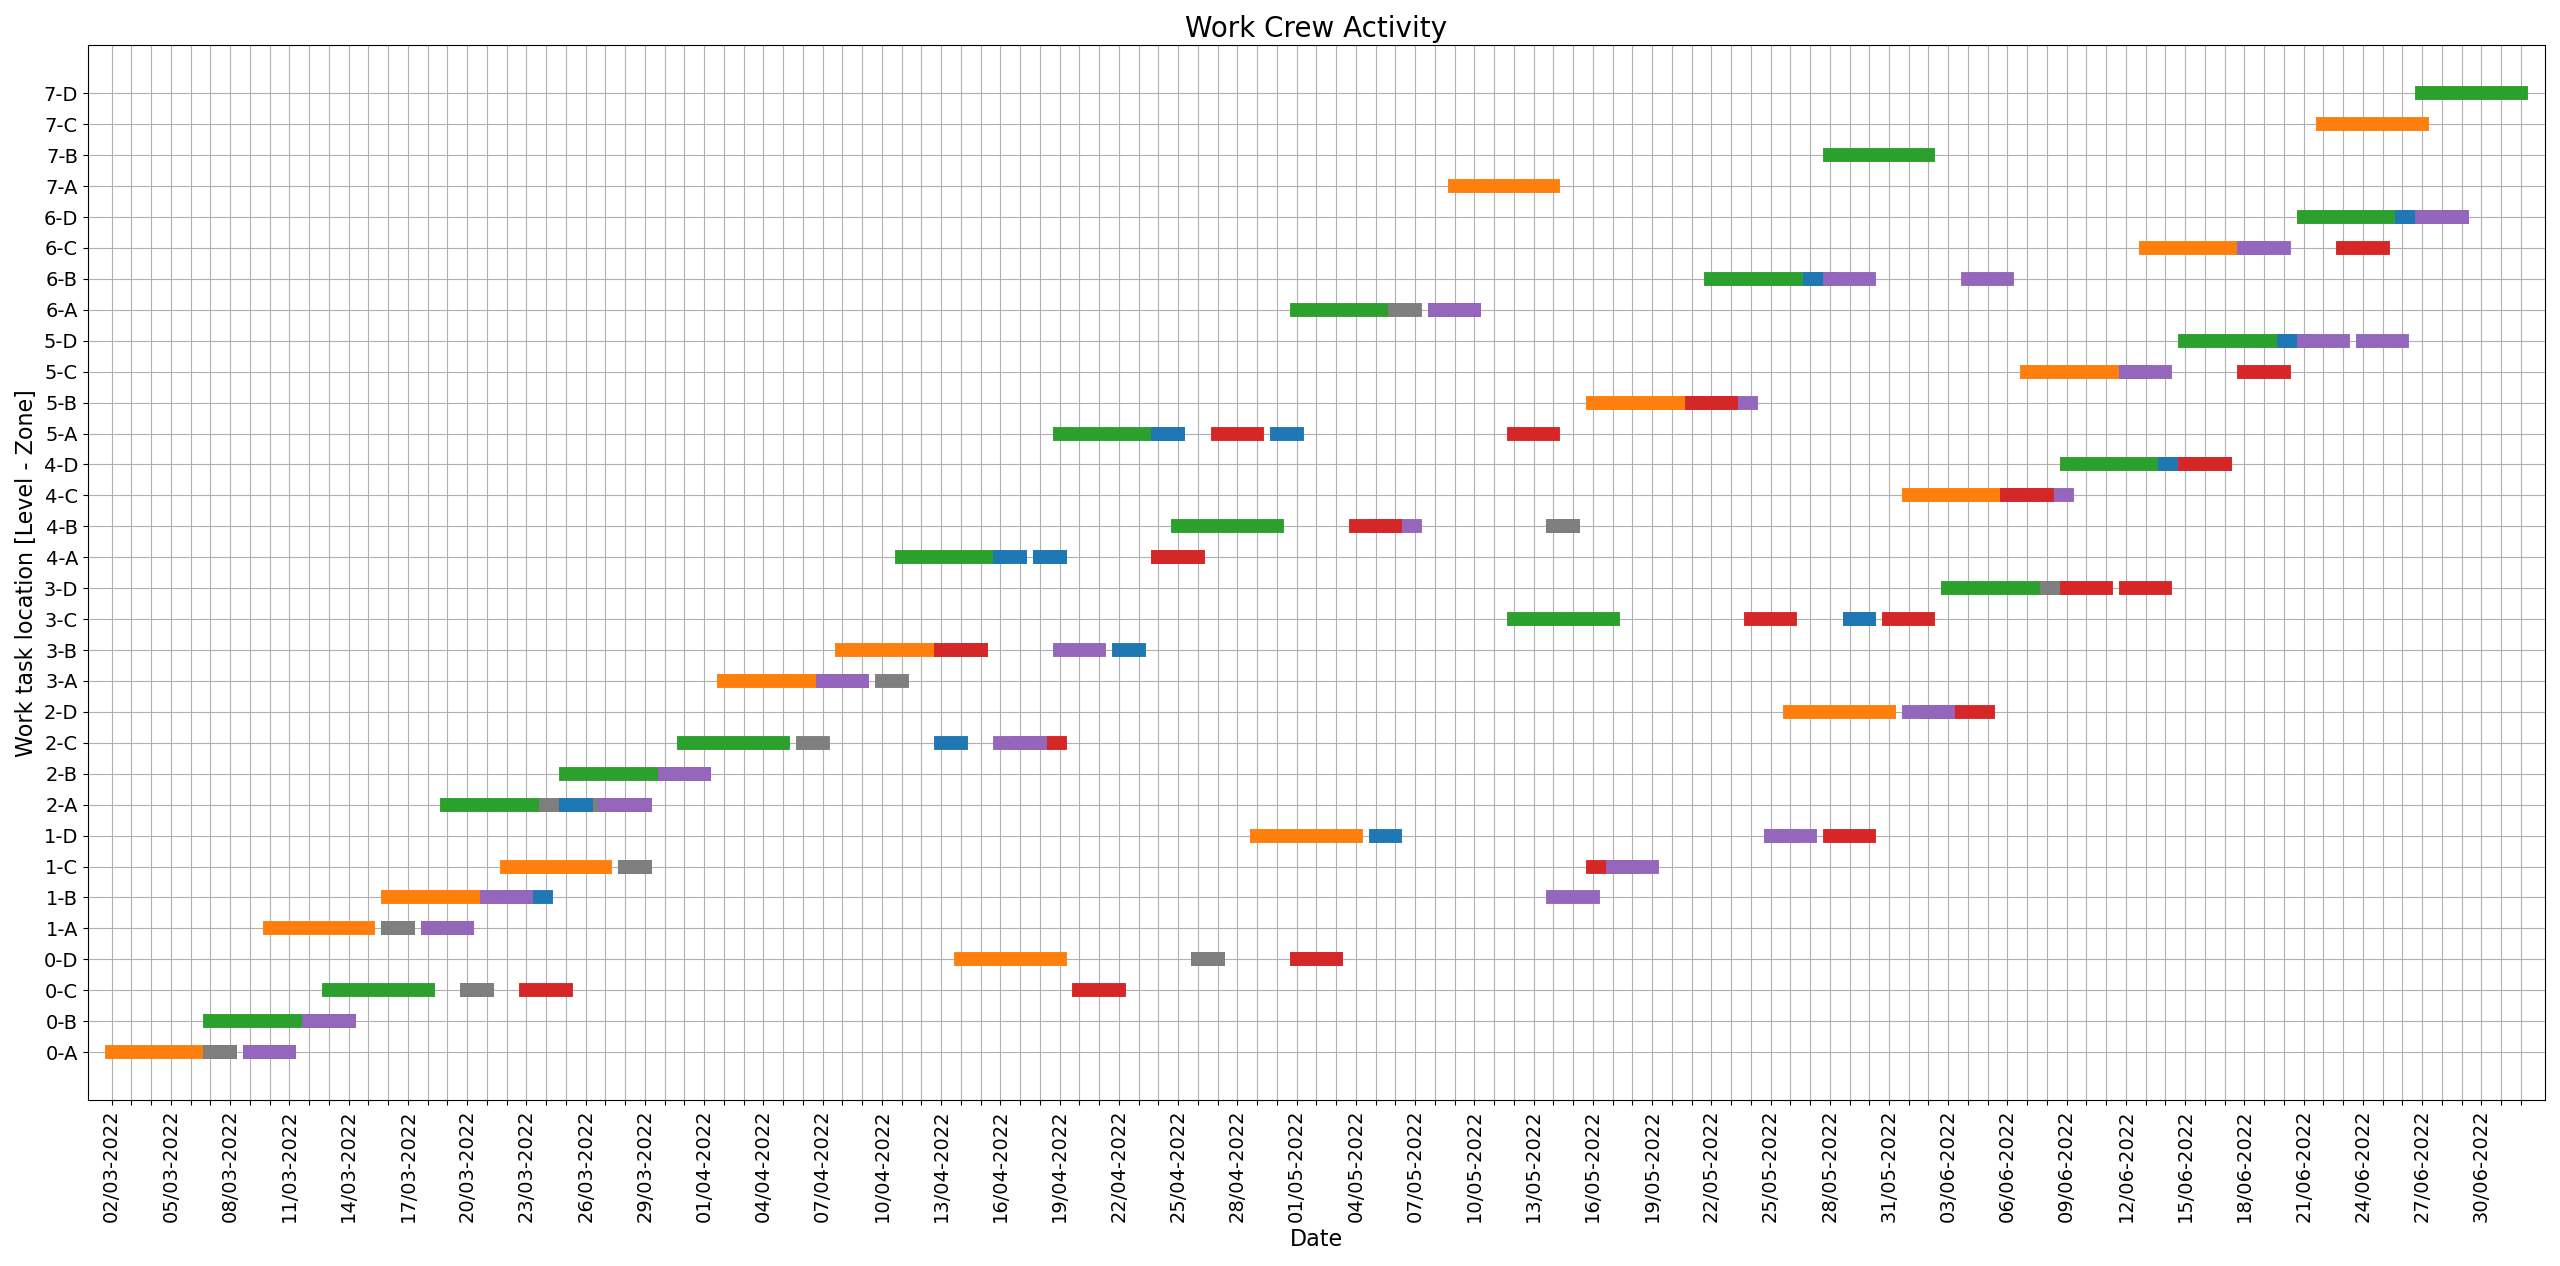 Work Crew Activity
Work task location [Level - Zone]
7-D
7-C
7-B
7-A
6-D
6-C
6-B
6-A
5-D
5-C
5-B
5-A
4-D
4-C
4-B
4-A
3-D
3-C
3-B
3-A
2-D
2-C
2-B
2-A
1-D
1-C
1-B
1-A
0-D
0-C
0-B
0-A
02/03-2022
05/03-2022
08/03-2022
11/03-2022
14/03-2022
17/03-2022
20/03-2022
23/03-2022
26/03-2022
29/03-2022
01/04-2022
04/04-2022
07/04-2022
10/04-2022
13/04-2022
16/04-2022
19/04-2022
22/04-2022
25/04-2022
28/04-2022
01/05-2022
04/05-2022
07/05-2022
10/05-2022
13/05-2022
16/05-2022
19/05-2022
22/05-2022
25/05-2022
28/05-2022
31/05-2022
03/06-2022
06/06-2022
09/06-2022
12/06-2022
15/06-2022
18/06-2022
21/06-2022
24/06-2022
27/06-2022
30/06-2022
Date